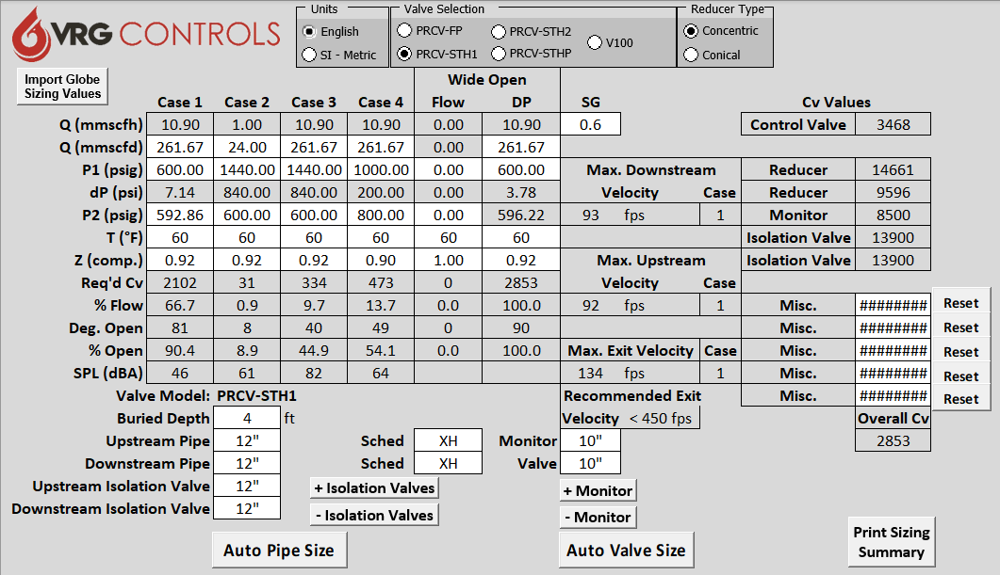 VRG CONTROLS
Units
English
SI - Metric
Valve Selection
PRCV-FP PRCV-STH2
V100
PRCV-STH1 PRCV-STHP
Reducer Type
Concentric
Conical
Import Globe
Sizing Values
Wide Open
Case 1 Case 2 Case 3 Case 4 Flow DP SG Cv Values
Q (mmscfh) 10.90 1.00 10.90 10.90 0.00 10.90 0.6 Control Valve 3468
Q (mmscfd) 261.67 24.00 261.67 261.67 0.00 261.67
P1 (psig) 600.00 1440.00 1440.00 1000.00 0.00 600.00 Max. Downstream Reducer 14661
dP (psi) 7.14 840.00 840.00 200.00 0.00 3.78 Velocity Case Reducer 9596
P2 (psig) 592.86 600.00 600.00 800.00 0.00 596.22 93 fps 1 Monitor 8500
T (°F) 60 60 60 60 60 60 Isolation Valve 13900
Z (comp.) 0.92 0.92 0.92 0.90 1.00 0.92 Max. Upstream Isolation Valve 13900
Req'd Cv 2102 31 334 473 0 2853 Velocity Case
% Flow 66.7 0.9 9.7 13.7 0.0 100.0 92 fps 1 Misc. ######## Reset
Deg. Open 81 8 40 49 0 90 Misc. ######## Reset
% Open 90.4 8.9 44.9 54.1 0.0 100.0 Max. Exit Velocity Case Misc. ######## Reset
SPL (dBA) 46 61 82 64 134 fps 1 Misc. ######## Reset
Valve Model: PRCV-STH1 Recommended Exit Misc. ######## Reset
Buried Depth 4 ft Velocity < 450 fps Overall Cv
Upstream Pipe 12" Sched XH Monitor 10" 2853
Downstream Pipe 12" Sched XH Valve 10"
Upstream Isolation Valve 12" + Isolation Valves + Monitor
Downstream Isolation Valve 12" - Isolation Valves - Monitor
Auto Pipe Size Auto Valve Size
Print Sizing
Summary